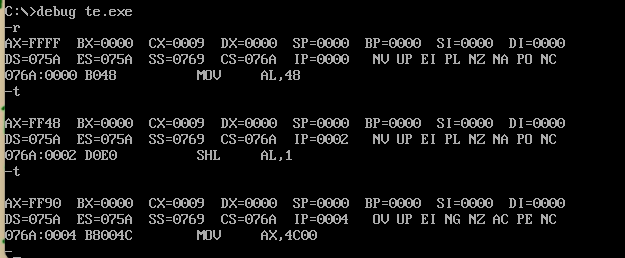 C:\>debug te.exe
-r
AX=FFFF  BX=0000  CX=0009  DX=0000  SP=0000  BP=0000  SI=0000  DI=0000
DS=075A  ES=075A  SS=0769  CS=076A  IP=0000   NV UP EI PL NZ NA PO NC
076A:0000 B048          MOV     AL,48
-t
AX=FF48  BX=0000  CX=0009  DX=0000  SP=0000  BP=0000  SI=0000  DI=0000
DS=075A  ES=075A  SS=0769  CS=076A  IP=0002   NV UP EI PL NZ NA PO NC
076A:0002 D0E0          SHL     AL,1
-t
AX=FF90  BX=0000  CX=0009  DX=0000  SP=0000  BP=0000  SI=0000  DI=0000
DS=075A  ES=075A  SS=0769  CS=076A  IP=0004   OV UP EI NG NZ AC PE NC
076A:0004 B8004C        MOV     AX,4C00
-_